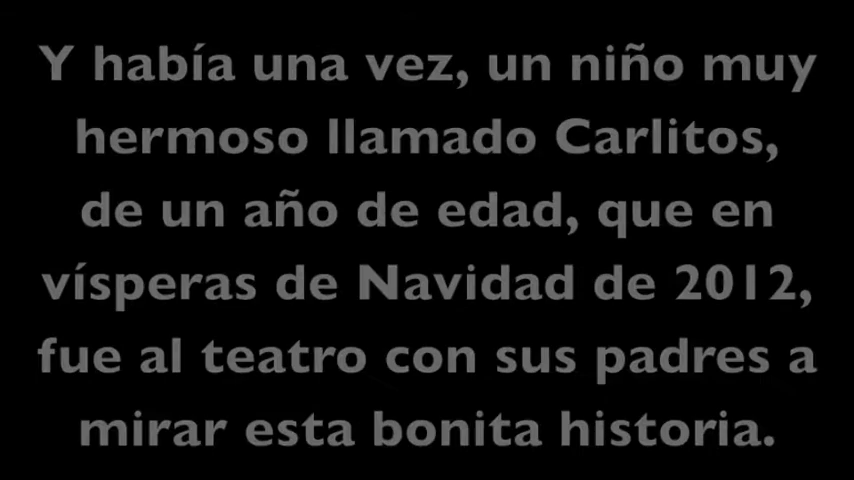 Y había una vez, un niño muy
hermoso llamado Carlitos,
de un año de edad, que en
vísperas de Navidad de 2012,
fue al teatro con sus padres a
mirar esta bonita historia.